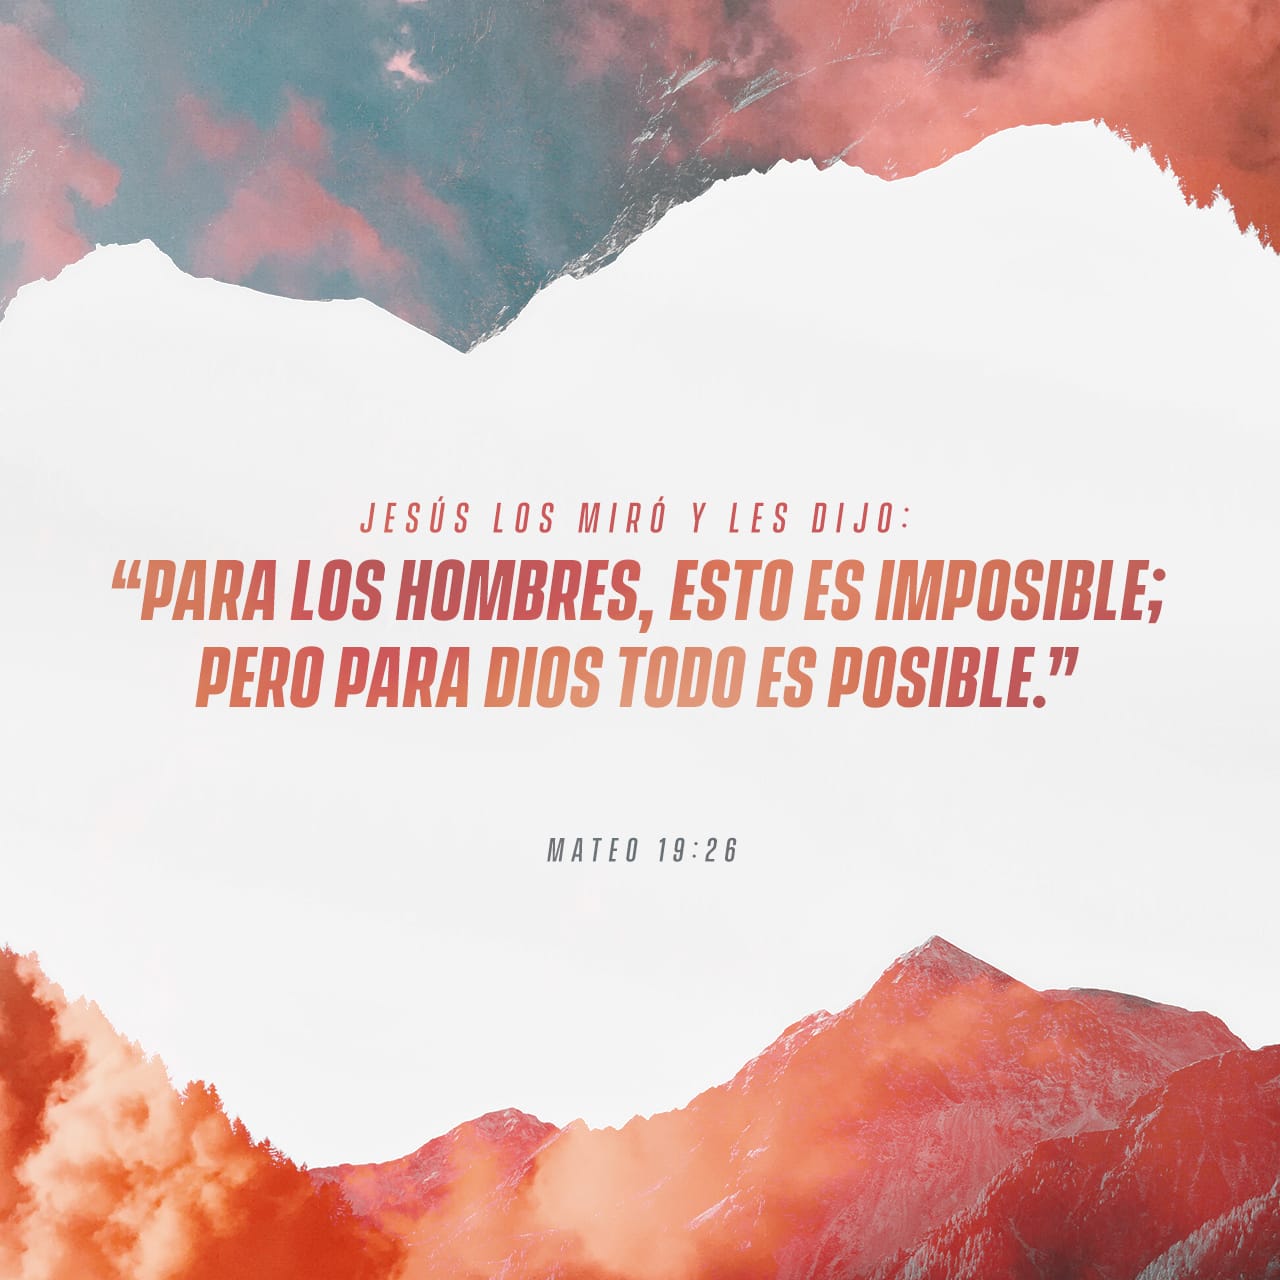 JESÚS LOS MIRÓ Y LES DIJO:
“PARA LOS HOMBRES, ESTO ES IMPOSIBLE;
PERO PARA DIOS TODO ES POSIBLE.”
MATEO 19:26